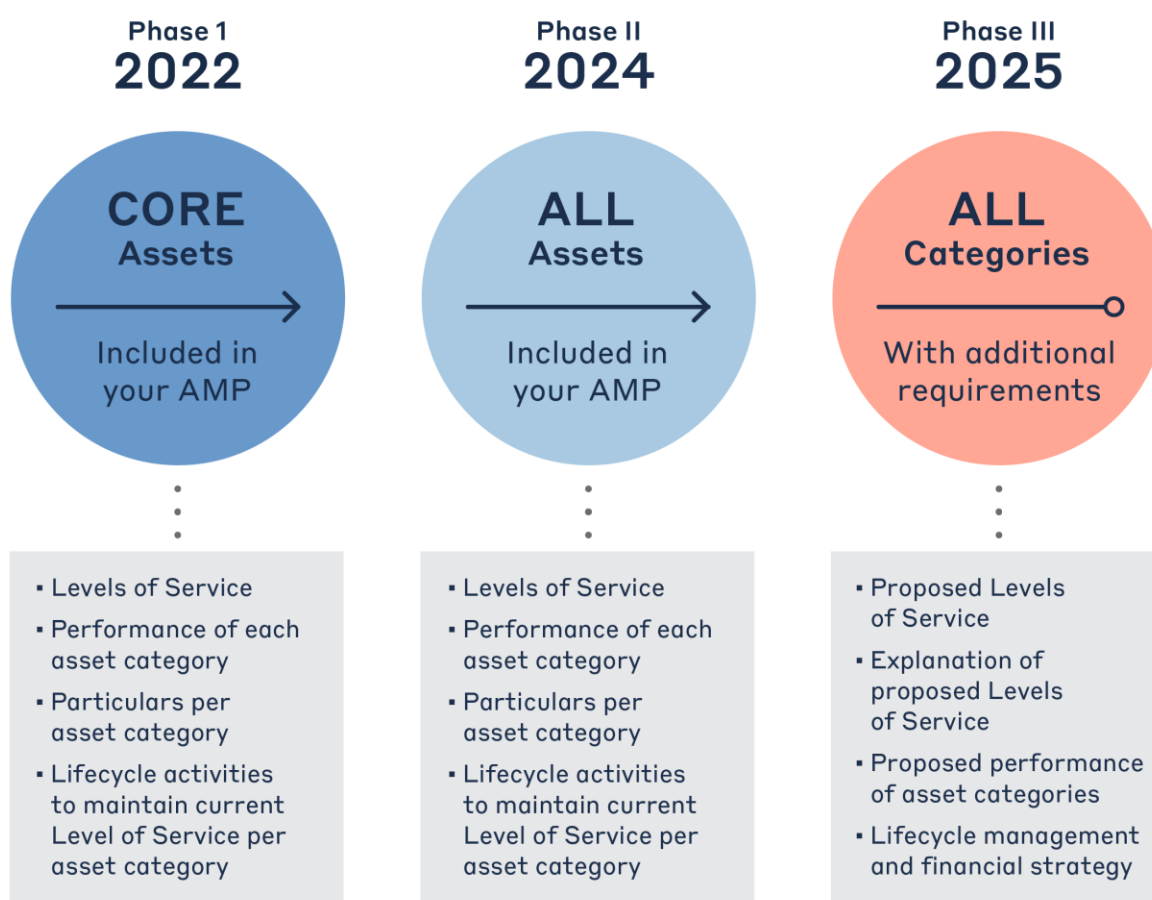 Phase 1
2022
CORE
Assets
Included in
your AMP
▪ Levels of Service
▪ Performance of each
asset category
▪ Particulars per
asset category
▪ Lifecycle activities
to maintain current
Level of Service per
asset category
Phase II
2024
ALL
Assets
Included in
your AMP
▪ Levels of Service
▪ Performance of each
asset category
▪ Particulars per
asset category
▪ Lifecycle activities
to maintain current
Level of Service per
asset category
Phase III
2025
ALL
Categories
With additional
requirements
▪ Proposed Levels
of Service
▪ Explanation of
proposed Levels
of Service
▪ Proposed performance
of asset categories
▪ Lifecycle management
and financial strategy